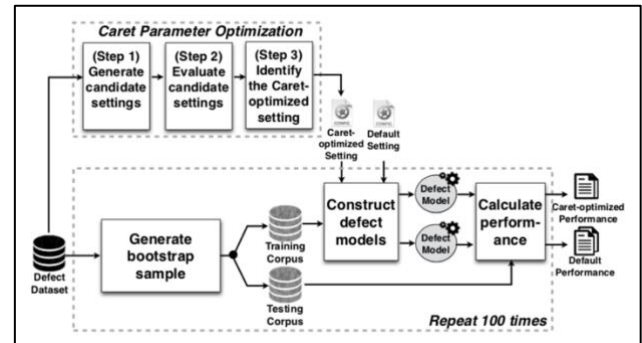 Caret Parameter Optimization
(Step 1)
Generate
candidate
settings
(Step 2)
Evaluate
candidate
settings
(Step 3)
Identify
the Caret-
optimized
setting
Caret-
optimized
Setting
Default
Setting
Defect
Dataset
Generate
bootstrap
sample
Training
Corpus
Testing
Corpus
Construct
defect
models
Defect
Model
Defect
Model
Calculate
perform-
ance
Caret-optimized
Performance
Default
Performance
Repeat 100 times